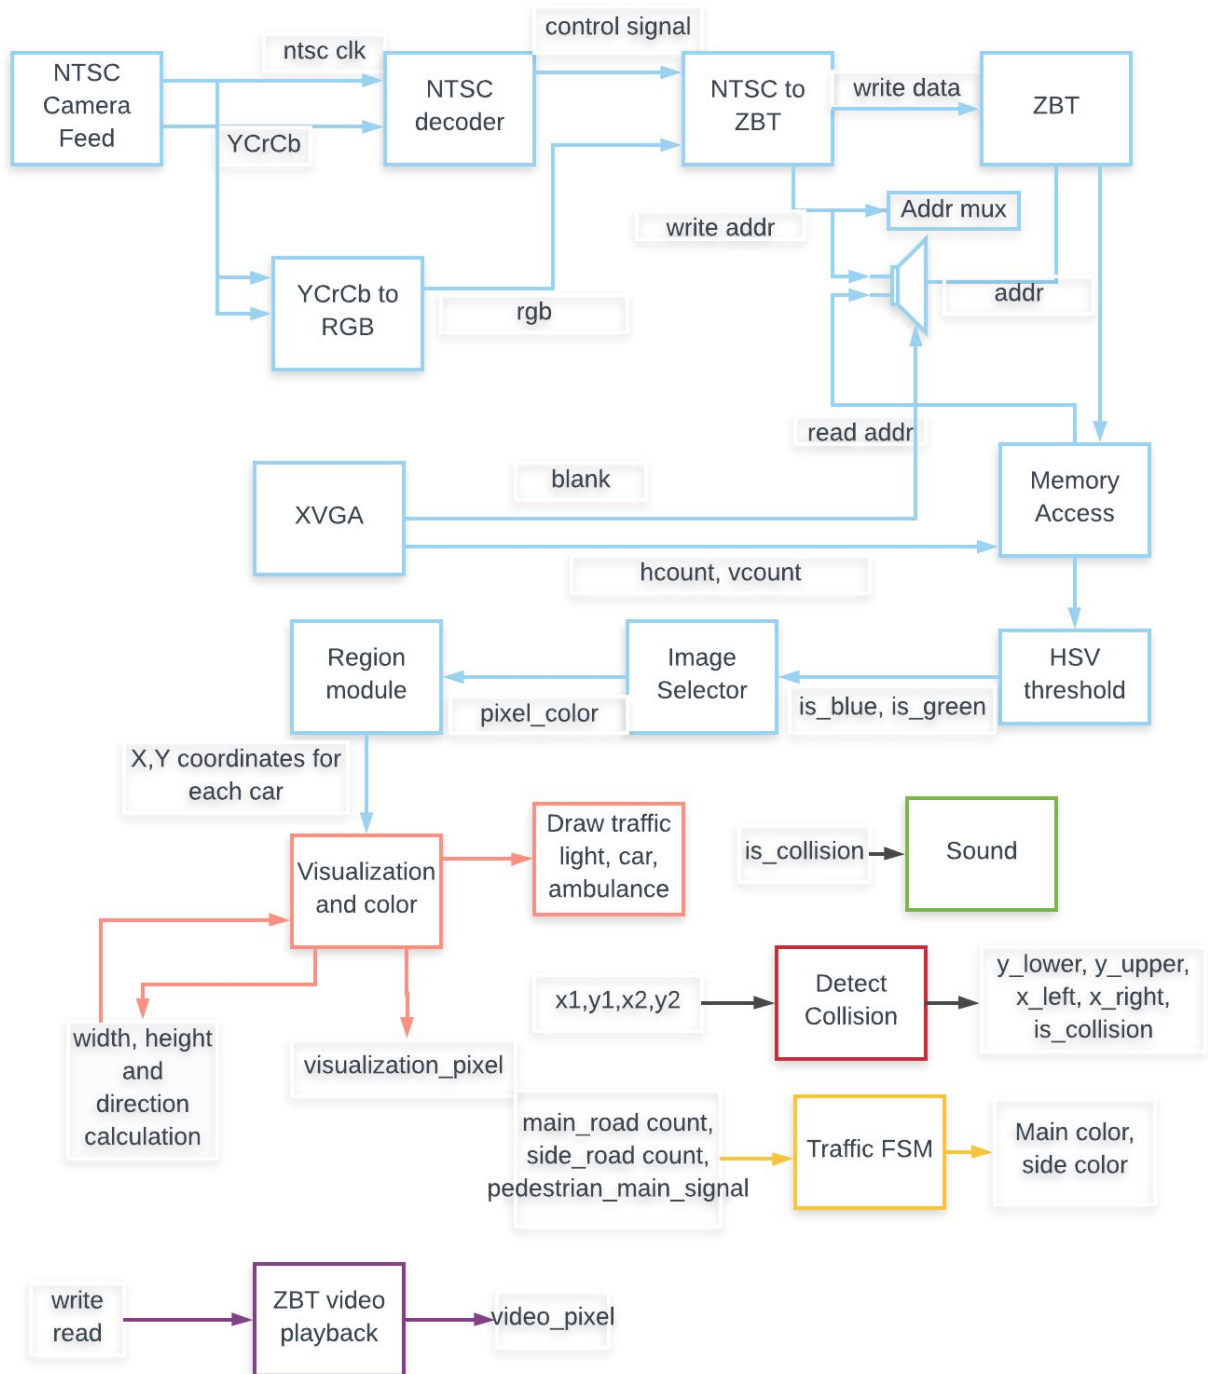 control signal
ntsc clk
NTSC
Camera
Feed
NTSC
decoder
NTSC to
ZBT
write data
ZBT
YCrCb
write addr
Addr mux
YCrCb to
RGB
rgb
addr
read addr
blank
XVGA
Memory
Access
hcount, vcount
Region
module
pixel_color
Image
Selector
is_blue, is_green
HSV
threshold
X,Y coordinates for
each car
Visualization
and color
Draw traffic
light, car,
ambulance
is_collision
Sound
x1,y1,x2,y2
Detect
Collision
y_lower, y_upper,
x_left, x_right,
is_collision
width, height
and
direction
calculation
visualization_pixel
main_road count,
side_road count,
pedestrian_main_signal
Traffic FSM
Main color,
side color
write
read
ZBT video
playback
video_pixel